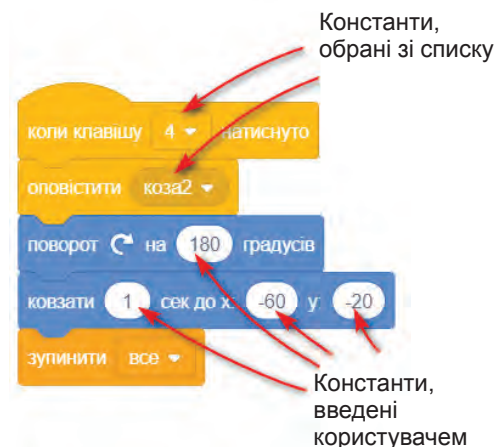 Константи,
обрані зі списку
коли клавішу 4 натиснуто
оповістити коза2
поворот на 180 градусів
ковзати 1 сек до x: -60 y: -20
зупинити все
Константи,
введені
користувачем